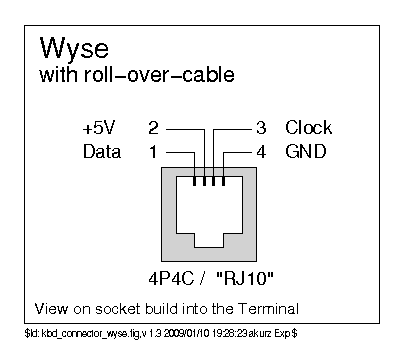 Wyse
with roll-over-cable
+5V 2 3 Clock
Data 1 4 GND
4P4C / "RJ10"
View on socket build into the Terminal
$Id: kbd_connector_wyse.fig,v 1.3 2009/01/10 19:28:23 akurz Exp $